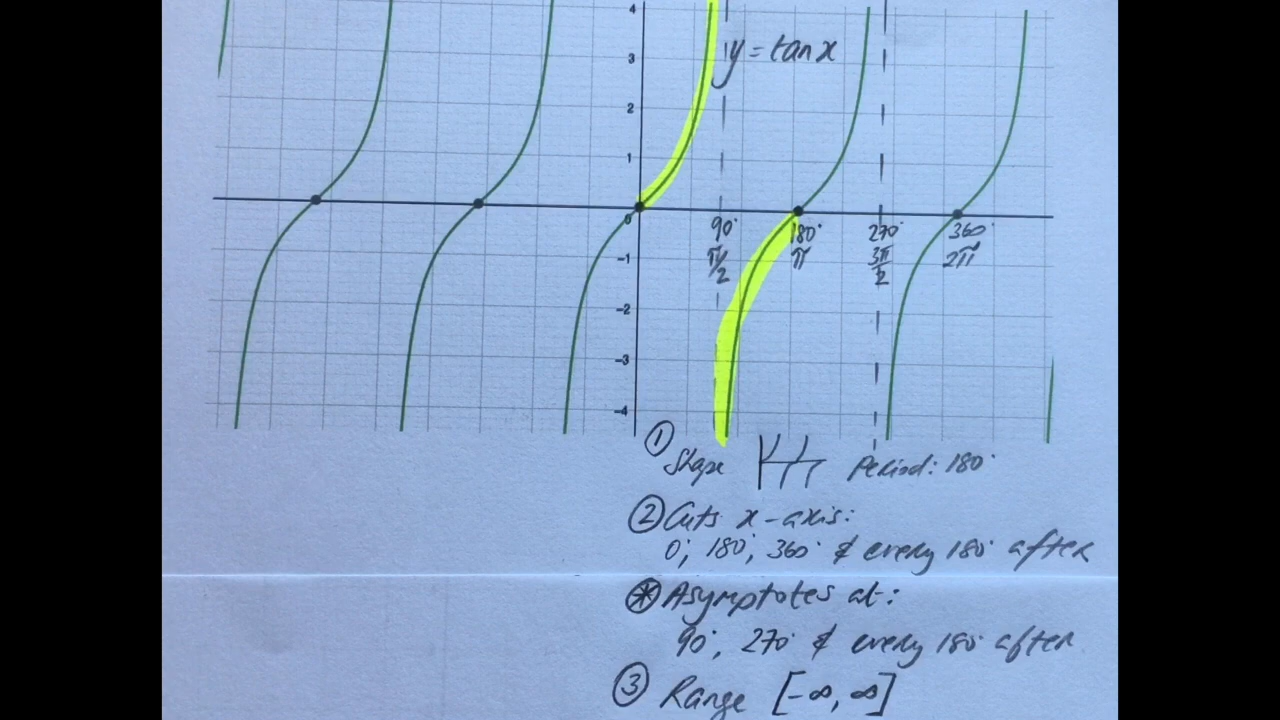 4
y = tan x
3
2
1
0
90° 180° 270° 360°
π/2 π 3π/2 2π
-1
-2
-3
-4
① Shape Period: 180°
② Cuts x-axis:
0°, 180°, 360° & every 180° after
⊛ Asymptotes at:
90°, 270° & every 180° after
③ Range [-∞, ∞]